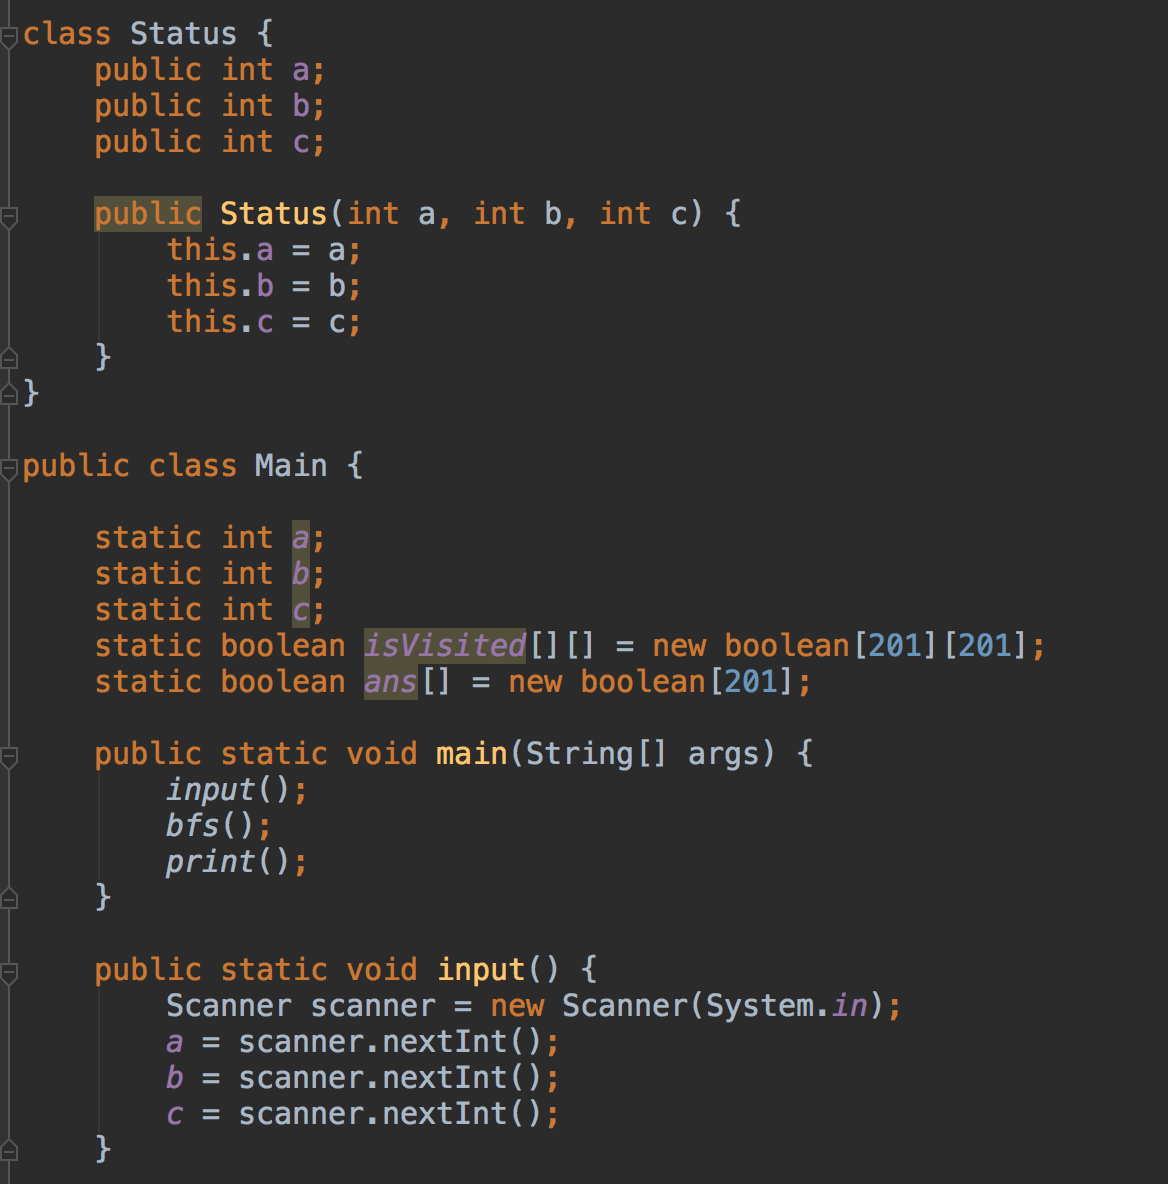 class Status {
    public int a;
    public int b;
    public int c;

    public Status(int a, int b, int c) {
        this.a = a;
        this.b = b;
        this.c = c;
    }
}

public class Main {

    static int a;
    static int b;
    static int c;
    static boolean isVisited[][] = new boolean[201][201];
    static boolean ans[] = new boolean[201];

    public static void main(String[] args) {
        input();
        bfs();
        print();
    }

    public static void input() {
        Scanner scanner = new Scanner(System.in);
        a = scanner.nextInt();
        b = scanner.nextInt();
        c = scanner.nextInt();
    }